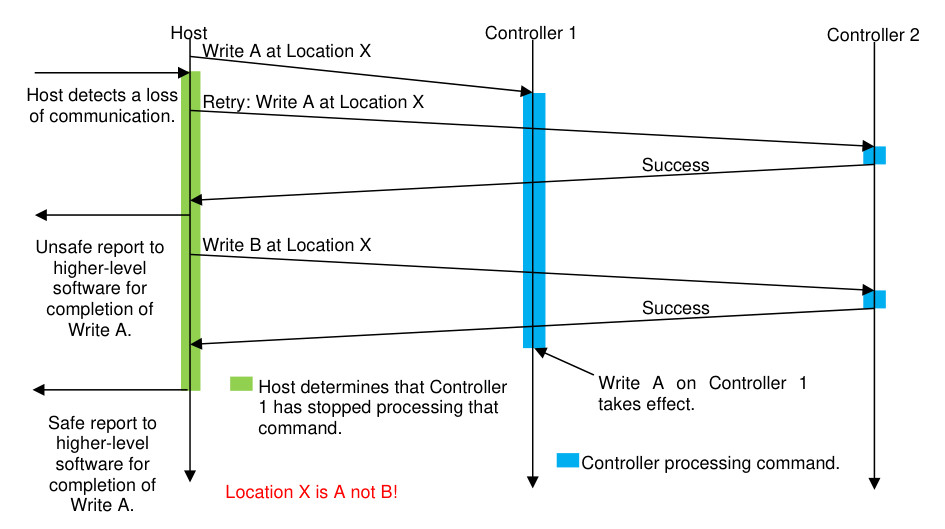 Host
Controller 1
Controller 2
Write A at Location X
Host detects a loss
of communication.
Retry: Write A at Location X
Success
Unsafe report to
higher-level
software for
completion of
Write A.
Write B at Location X
Success
Write A on Controller 1
takes effect.
Host determines that Controller
1 has stopped processing that
command.
Safe report to
higher-level
software for
completion of
Write A.
Controller processing command.
Location X is A not B!